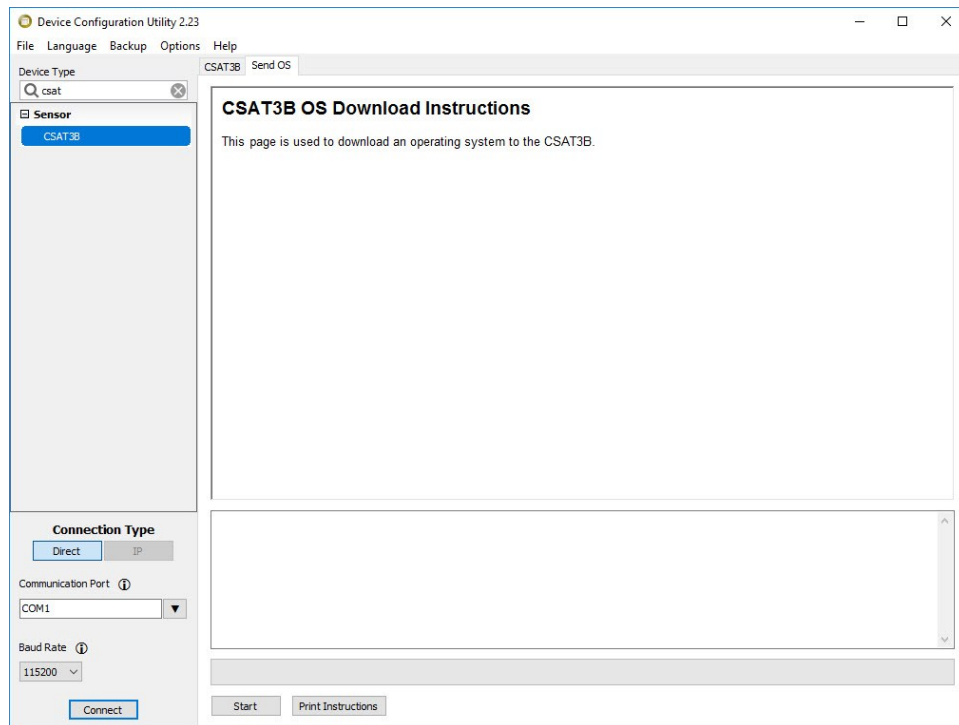 Device Configuration Utility 2.23
File Language Backup Options Help
Device Type
csat
Sensor
CSAT3B
CSAT3B Send OS
CSAT3B OS Download Instructions
This page is used to download an operating system to the CSAT3B.
Connection Type
Direct IP
Communication Port
COM1
Baud Rate
115200
Connect
Start Print Instructions